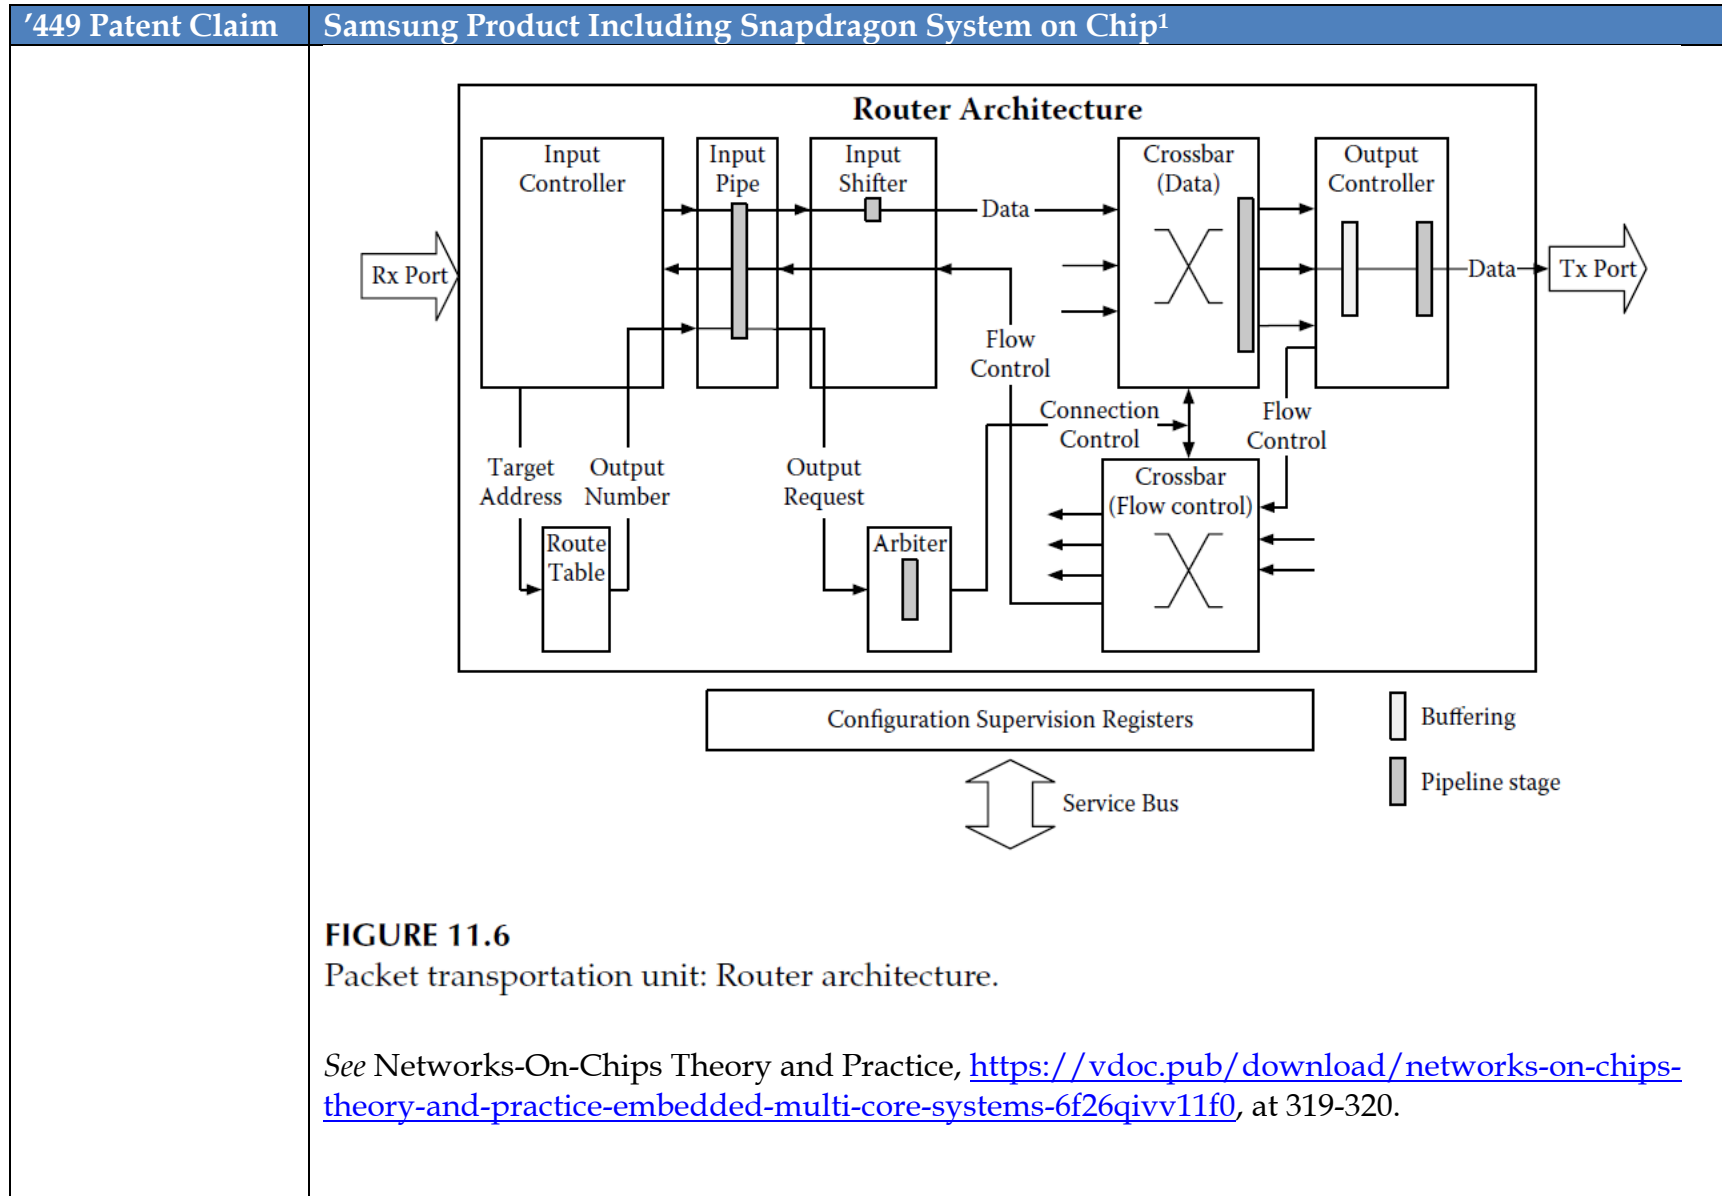 ’449 Patent Claim
Samsung Product Including Snapdragon System on Chip1
Router Architecture
Input
Controller
Input
Pipe
Input
Shifter
Crossbar
(Data)
Output
Controller
Data
Rx Port
Data
Tx Port
Flow
Control
Connection
Control
Flow
Control
Target
Address
Output
Number
Output
Request
Crossbar
(Flow control)
Route
Table
Arbiter
Configuration Supervision Registers
Buffering
Pipeline stage
Service Bus
FIGURE 11.6
Packet transportation unit: Router architecture.
See Networks-On-Chips Theory and Practice, https://vdoc.pub/download/networks-on-chips-
theory-and-practice-embedded-multi-core-systems-6f26qivv11f0, at 319-320.